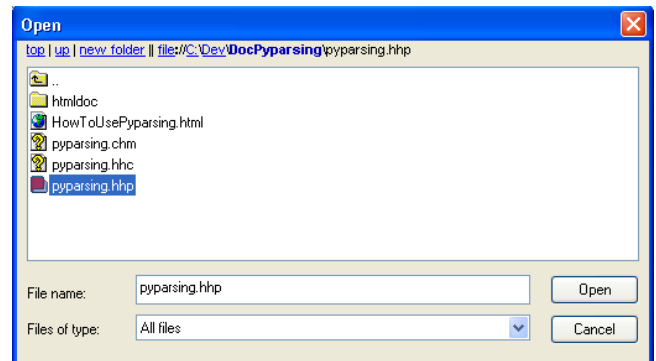 Open
top | up | new folder || file://C:\Dev\DocPyparsing\pyparsing.hhp
..
htmldoc
HowToUsePyparsing.html
pyparsing.chm
pyparsing.hhc
pyparsing.hhp
File name: pyparsing.hhp Open
Files of type: All files Cancel